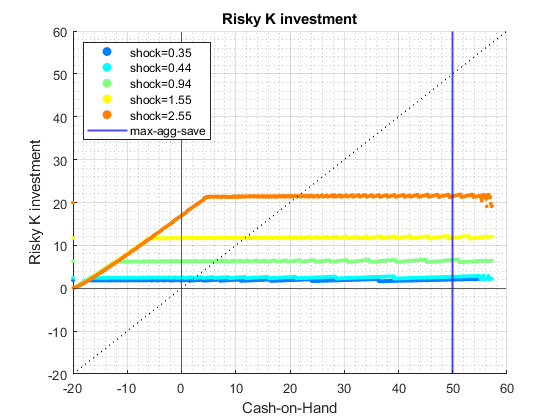 Risky K investment
60
50
40
30
20
10
0
-10
-20
Risky K investment
shock=0.35
shock=0.44
shock=0.94
shock=1.55
shock=2.55
max-agg-save
-20 -10 0 10 20 30 40 50 60
Cash-on-Hand